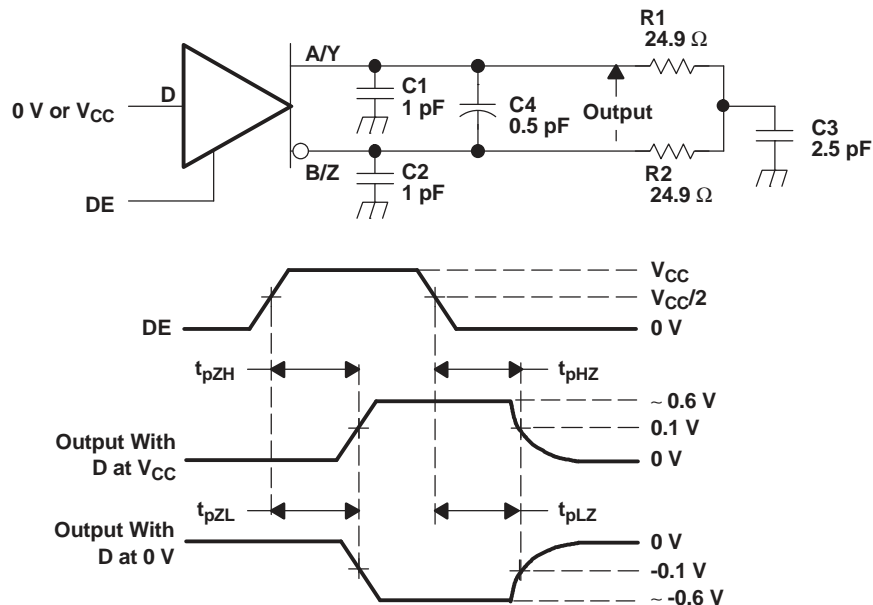 A/Y
R1
24.9 Ω
D
0 V or VCC
C1
1 pF
C4
0.5 pF
Output
C3
2.5 pF
B/Z
C2
1 pF
R2
24.9 Ω
DE
VCC
VCC/2
DE
0 V
tpZH
tpHZ
~ 0.6 V
0.1 V
Output With
D at VCC
0 V
tpZL
tpLZ
Output With
D at 0 V
0 V
-0.1 V
~ -0.6 V